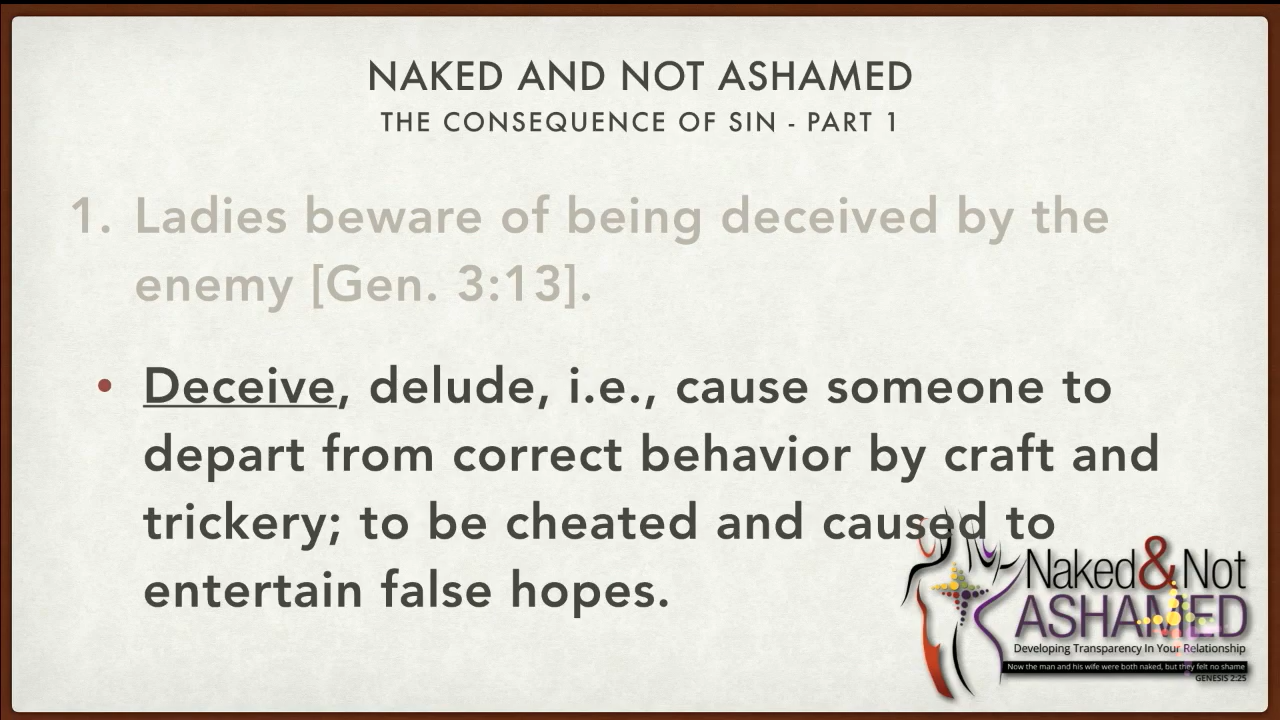 NAKED AND NOT ASHAMED
THE CONSEQUENCE OF SIN - PART 1
1. Ladies beware of being deceived by the
enemy [Gen. 3:13].
• Deceive, delude, i.e., cause someone to
depart from correct behavior by craft and
trickery; to be cheated and caused to
entertain false hopes.
Naked & Not
ASHAMED
Developing Transparency In Your Relationship
Now the man and his wife were both naked, but they felt no shame
GENESIS 2:25